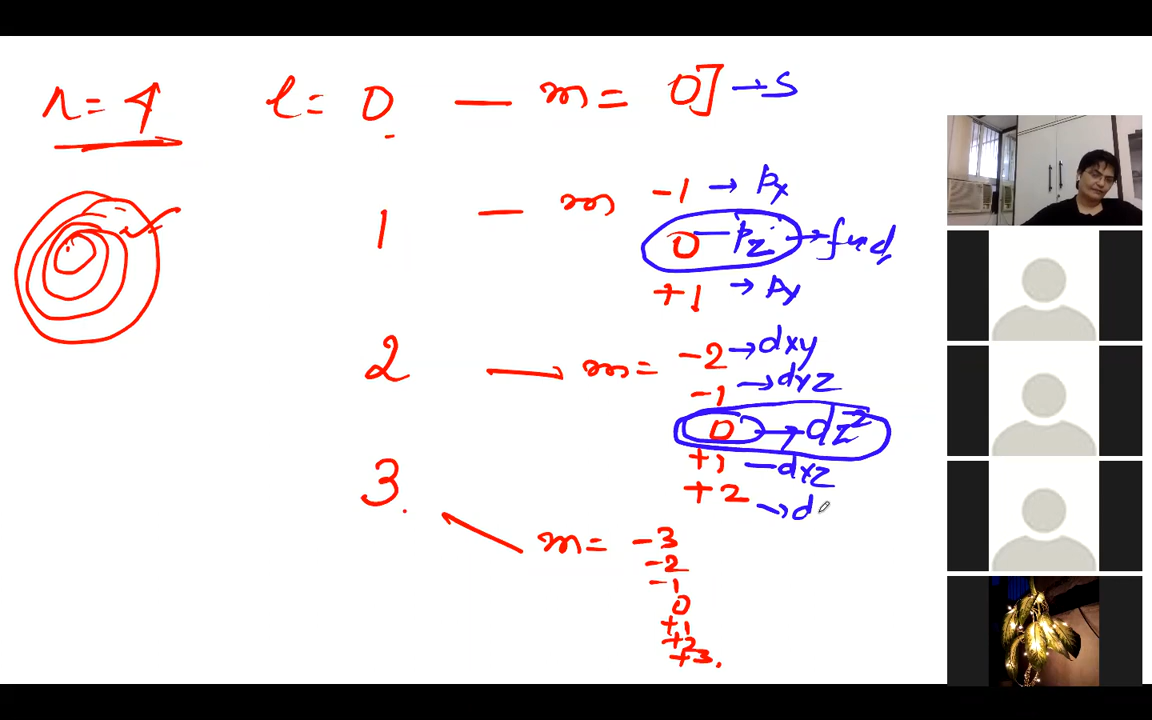 n = 4 l = 0 — m = 0] → s
1 — m -1 → px
0 — pz → fixed
+1 → py
2 — m = -2 → dxy
-1 → dyz
0 → dz²
+1 — dxz
+2 → d
3. m = -3
-2
-1
0
+1
+2
+3.